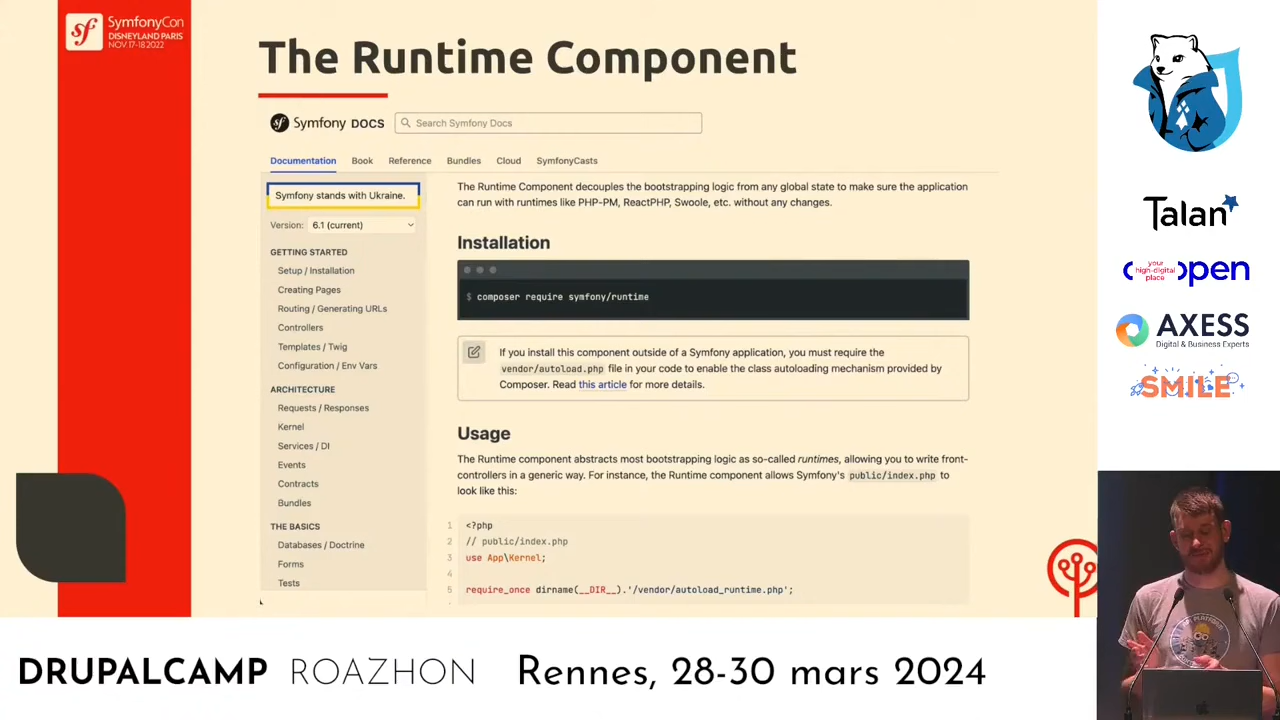 SymfonyCon
DISNEYLAND PARIS
NOV. 17-18 2022
The Runtime Component
Symfony DOCS
Search Symfony Docs
Documentation Book Reference Bundles Cloud SymfonyCasts
Symfony stands with Ukraine.
Version: 6.1 (current)
GETTING STARTED
Setup / Installation
Creating Pages
Routing / Generating URLs
Controllers
Templates / Twig
Configuration / Env Vars
ARCHITECTURE
Requests / Responses
Kernel
Services / DI
Events
Contracts
Bundles
THE BASICS
Databases / Doctrine
Forms
Tests
The Runtime Component decouples the bootstrapping logic from any global state to make sure the application
can run with runtimes like PHP-PM, ReactPHP, Swoole, etc. without any changes.
Installation
$ composer require symfony/runtime
If you install this component outside of a Symfony application, you must require the
vendor/autoload.php file in your code to enable the class autoloading mechanism provided by
Composer. Read this article for more details.
Usage
The Runtime component abstracts most bootstrapping logic as so-called runtimes, allowing you to write front-
controllers in a generic way. For instance, the Runtime component allows Symfony's public/index.php to
look like this:
1 <?php
2 // public/index.php
3 use App\Kernel;
4
5 require_once dirname(__DIR__).'/vendor/autoload_runtime.php';
Talan
your
high-digital
place
open
AXESS
Digital & Business Experts
SMILE
DRUPALCAMP ROAZHON Rennes, 28-30 mars 2024